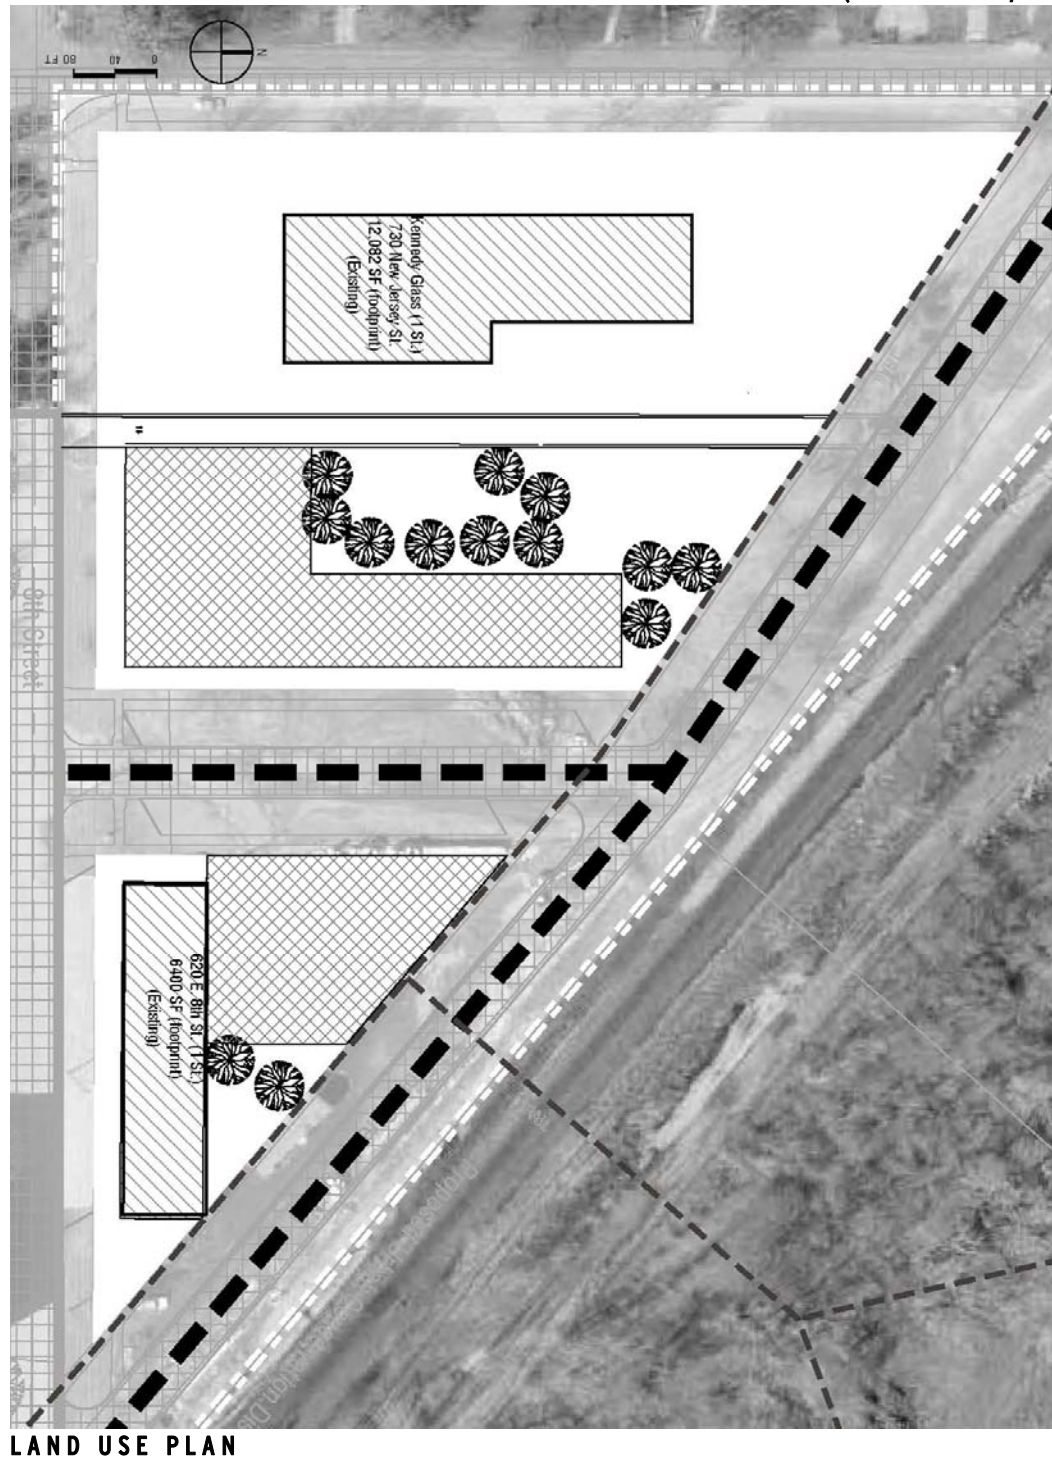 0 40 80 FT
N
Kennedy Glass (1 St.)
730 New Jersey St.
12,082 SF (footprint)
(Existing)
8th Street
620 E. 8th St. (1 St.)
6400 SF (footprint)
(Existing)
LAND USE PLAN